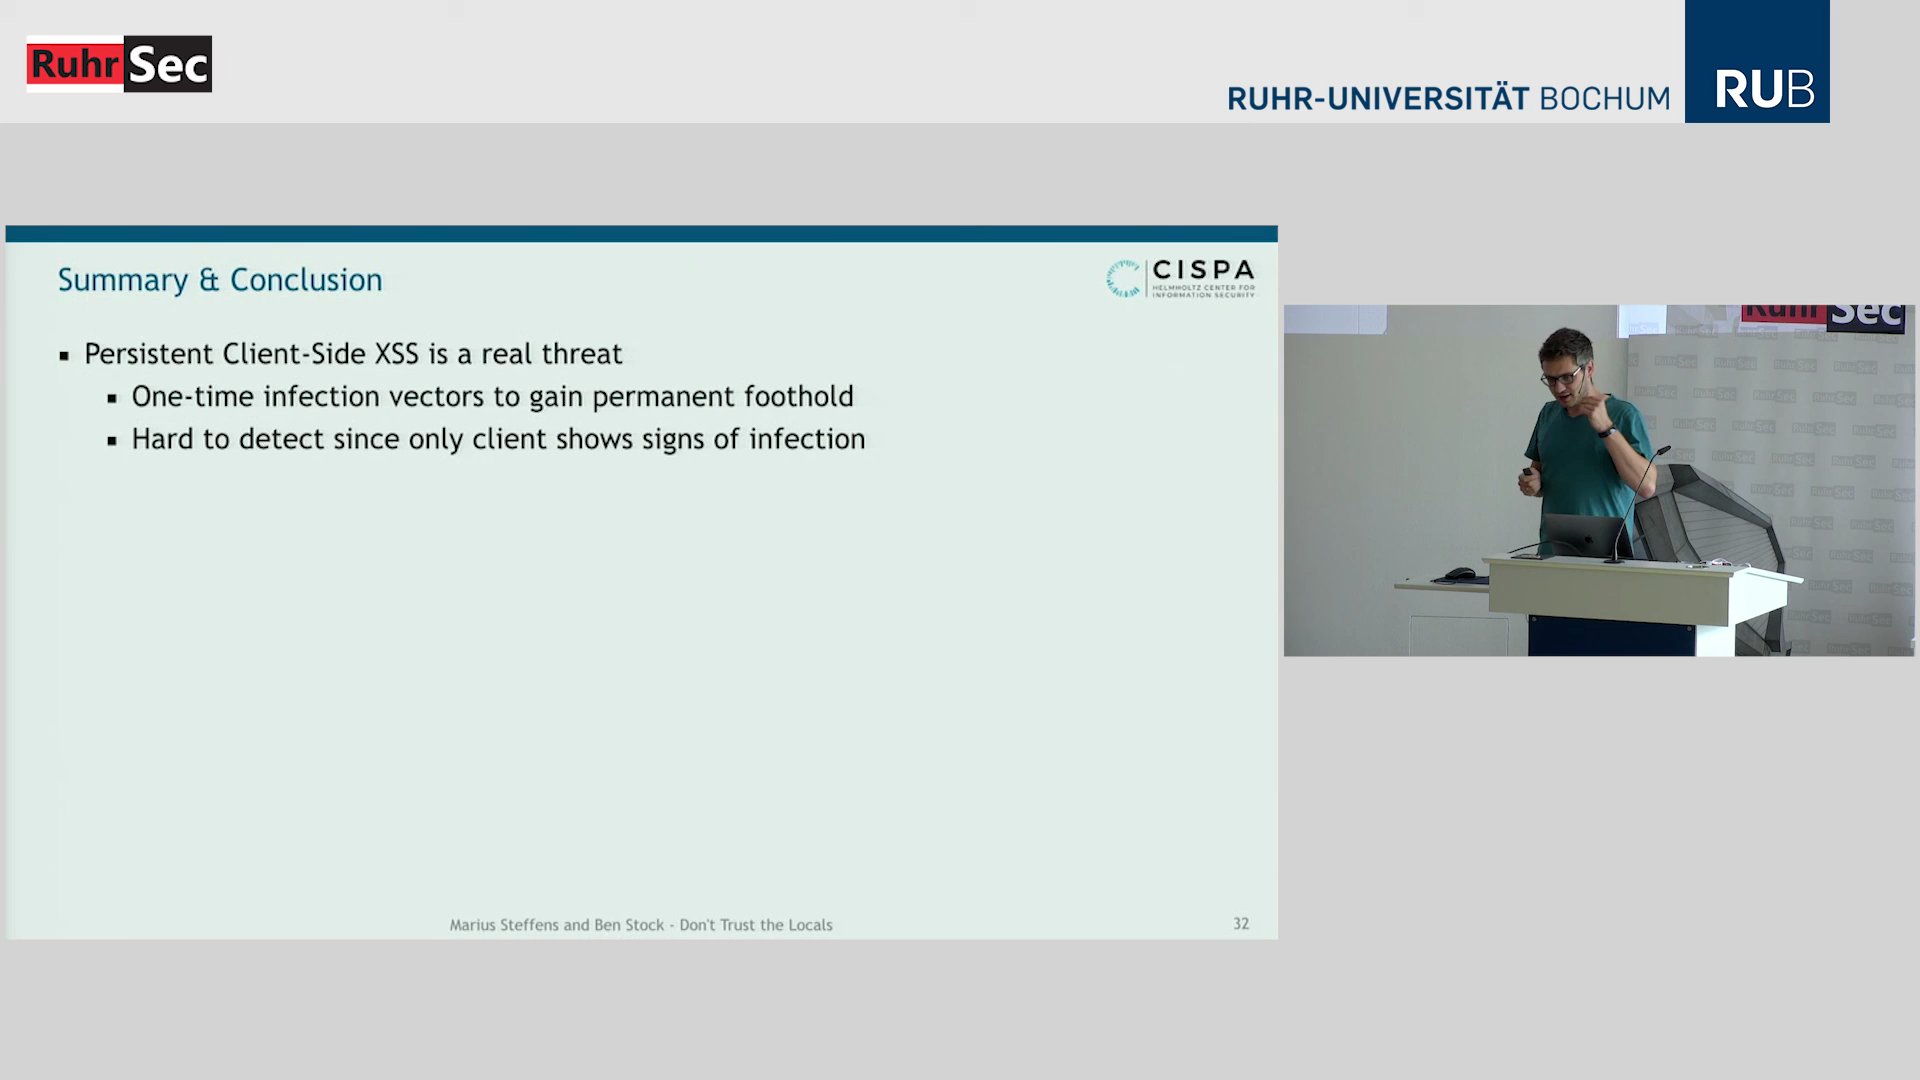 RuhrSec
RUHR-UNIVERSITÄT BOCHUM
RUB
Summary & Conclusion
CISPA
HELMHOLTZ CENTER FOR
INFORMATION SECURITY
▪ Persistent Client-Side XSS is a real threat
▪ One-time infection vectors to gain permanent foothold
▪ Hard to detect since only client shows signs of infection
Marius Steffens and Ben Stock - Don't Trust the Locals
32
RuhrSec